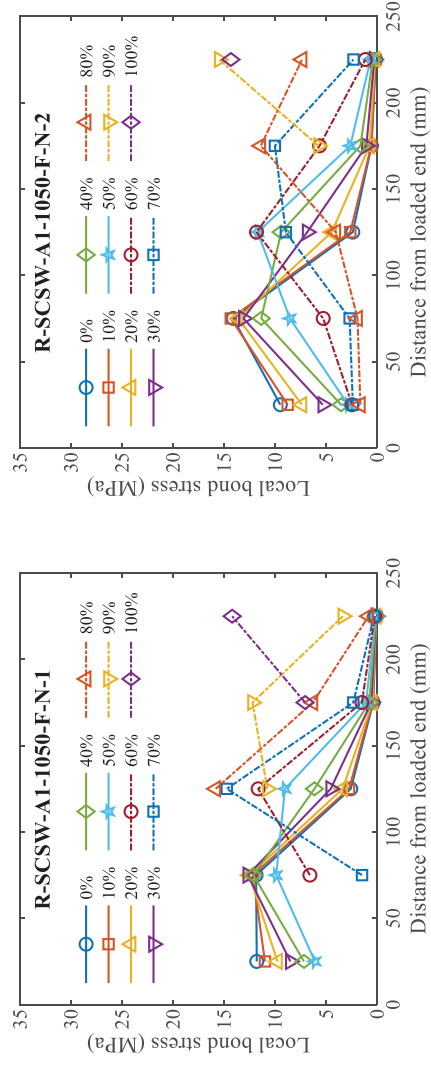 R-SCSW-A1-1050-F-N-1
0% 40% 80%
10% 50% 90%
20% 60% 100%
30% 70%
35
30
25
20
15
10
5
0
0 50 100 150 200 250
Local bond stress (MPa)
Distance from loaded end (mm)
R-SCSW-A1-1050-F-N-2
0% 40% 80%
10% 50% 90%
20% 60% 100%
30% 70%
35
30
25
20
15
10
5
0
0 50 100 150 200 250
Local bond stress (MPa)
Distance from loaded end (mm)